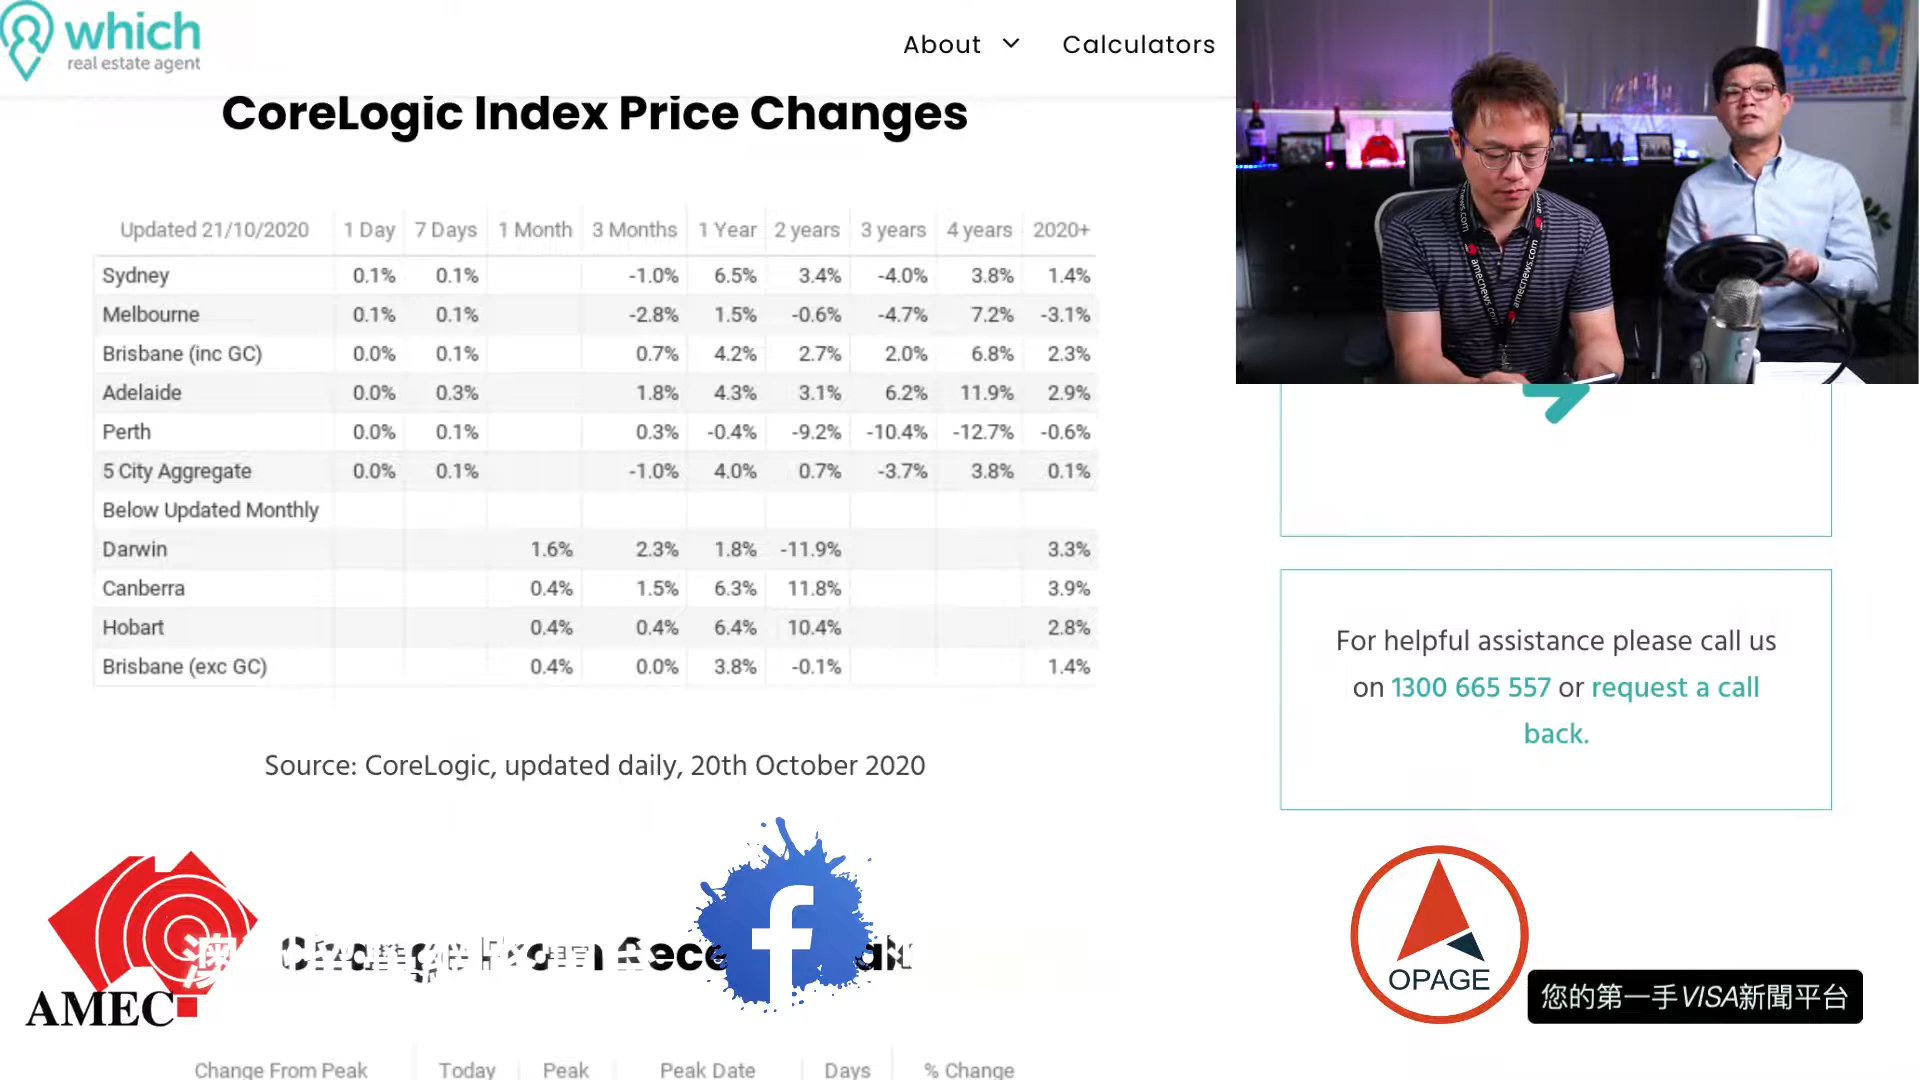 which
real estate agent
About
Calculators
CoreLogic Index Price Changes
Updated 21/10/2020 1 Day 7 Days 1 Month 3 Months 1 Year 2 years 3 years 4 years 2020+
Sydney 0.1% 0.1% -1.0% 6.5% 3.4% -4.0% 3.8% 1.4%
Melbourne 0.1% 0.1% -2.8% 1.5% -0.6% -4.7% 7.2% -3.1%
Brisbane (inc GC) 0.0% 0.1% 0.7% 4.2% 2.7% 2.0% 6.8% 2.3%
Adelaide 0.0% 0.3% 1.8% 4.3% 3.1% 6.2% 11.9% 2.9%
Perth 0.0% 0.1% 0.3% -0.4% -9.2% -10.4% -12.7% -0.6%
5 City Aggregate 0.0% 0.1% -1.0% 4.0% 0.7% -3.7% 3.8% 0.1%
Below Updated Monthly
Darwin 1.6% 2.3% 1.8% -11.9% 3.3%
Canberra 0.4% 1.5% 6.3% 11.8% 3.9%
Hobart 0.4% 0.4% 6.4% 10.4% 2.8%
Brisbane (exc GC) 0.4% 0.0% 3.8% -0.1% 1.4%
Source: CoreLogic, updated daily, 20th October 2020
amecnews.com
amecnews.com
For helpful assistance please call us
on 1300 665 557 or request a call
back.
AMEC
f
OPAGE
您的第一手VISA新聞平台
Change From Peak Today Peak Peak Date Days % Change